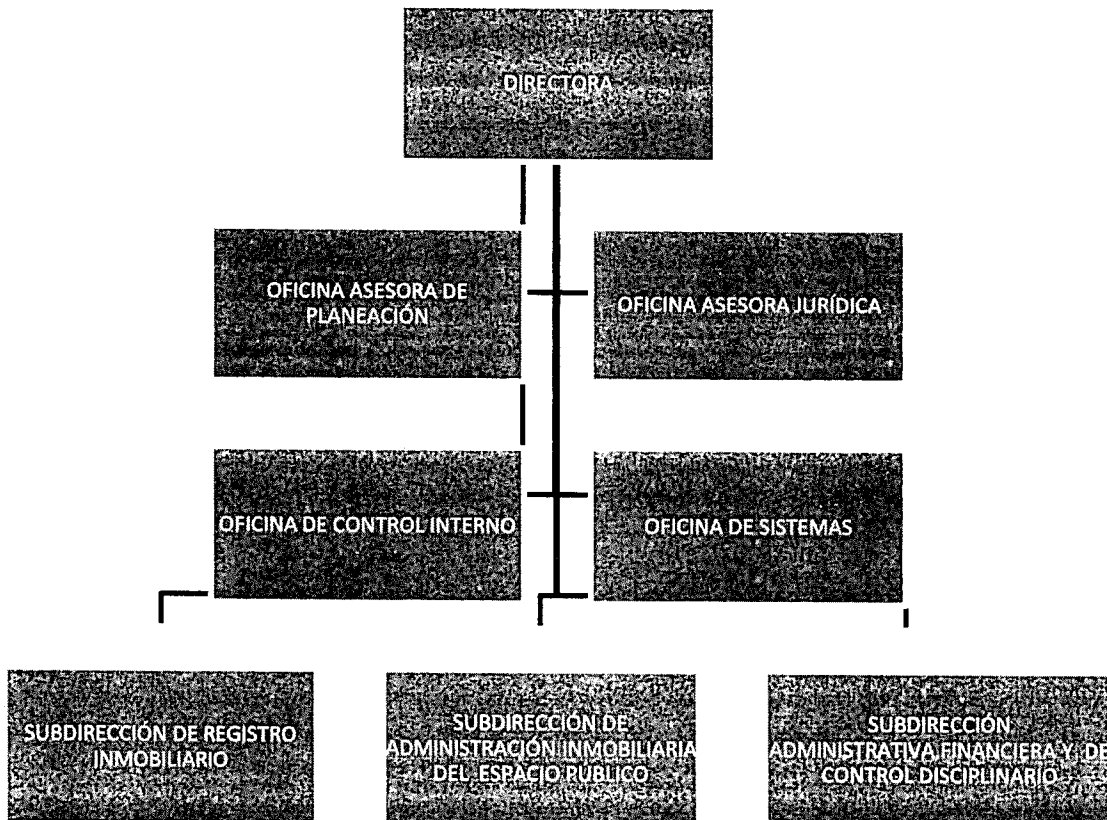 DIRECTORA
OFICINA ASESORA DE
PLANEACIÓN
OFICINA ASESORA JURÍDICA
OFICINA DE CONTROL INTERNO
OFICINA DE SISTEMAS
SUBDIRECCIÓN DE REGISTRO
INMOBILIARIO
SUBDIRECCIÓN DE
ADMINISTRACIÓN INMOBILIARIA
DEL ESPACIO PÚBLICO
SUBDIRECCIÓN
ADMINISTRATIVA FINANCIERA Y DE
CONTROL DISCIPLINARIO